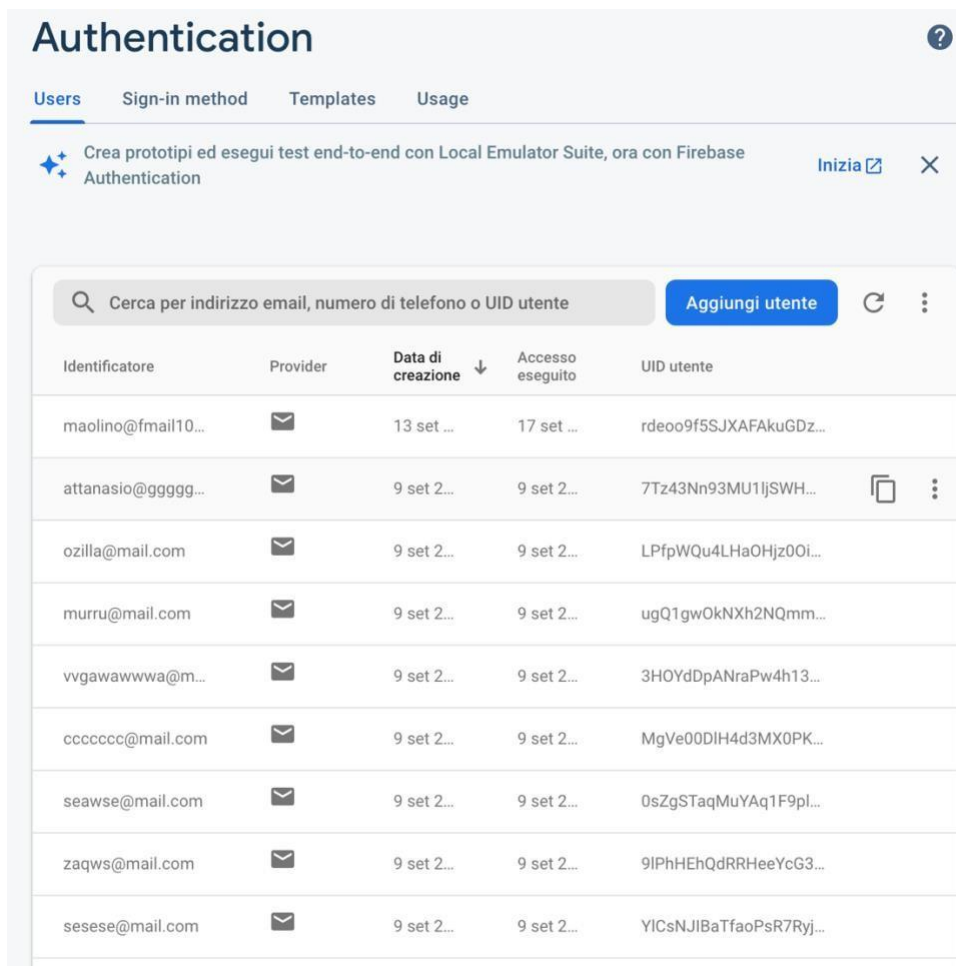 Authentication
Users Sign-in method Templates Usage
Crea prototipi ed esegui test end-to-end con Local Emulator Suite, ora con Firebase
Authentication
Inizia
Cerca per indirizzo email, numero di telefono o UID utente
Aggiungi utente
Identificatore Provider Data di creazione Accesso eseguito UID utente
maolino@fmail10... 13 set ... 17 set ... rdeoo9f5SJXAFAkuGDz...
attanasio@ggggg... 9 set 2... 9 set 2... 7Tz43Nn93MU1ljSWH...
ozilla@mail.com 9 set 2... 9 set 2... LPfpWQu4LHaOHjz0Oi...
murru@mail.com 9 set 2... 9 set 2... ugQ1gwOkNXh2NQmm...
vvgawawwwa@m... 9 set 2... 9 set 2... 3HOYdDpANraPw4h13...
ccccccc@mail.com 9 set 2... 9 set 2... MgVe00DlH4d3MX0PK...
seawse@mail.com 9 set 2... 9 set 2... 0sZgSTaqMuYAq1F9pl...
zaqws@mail.com 9 set 2... 9 set 2... 9lPhHEhQdRRHeeYcG3...
sesese@mail.com 9 set 2... 9 set 2... YlCsNJIBaTfaoPsR7Ryj...